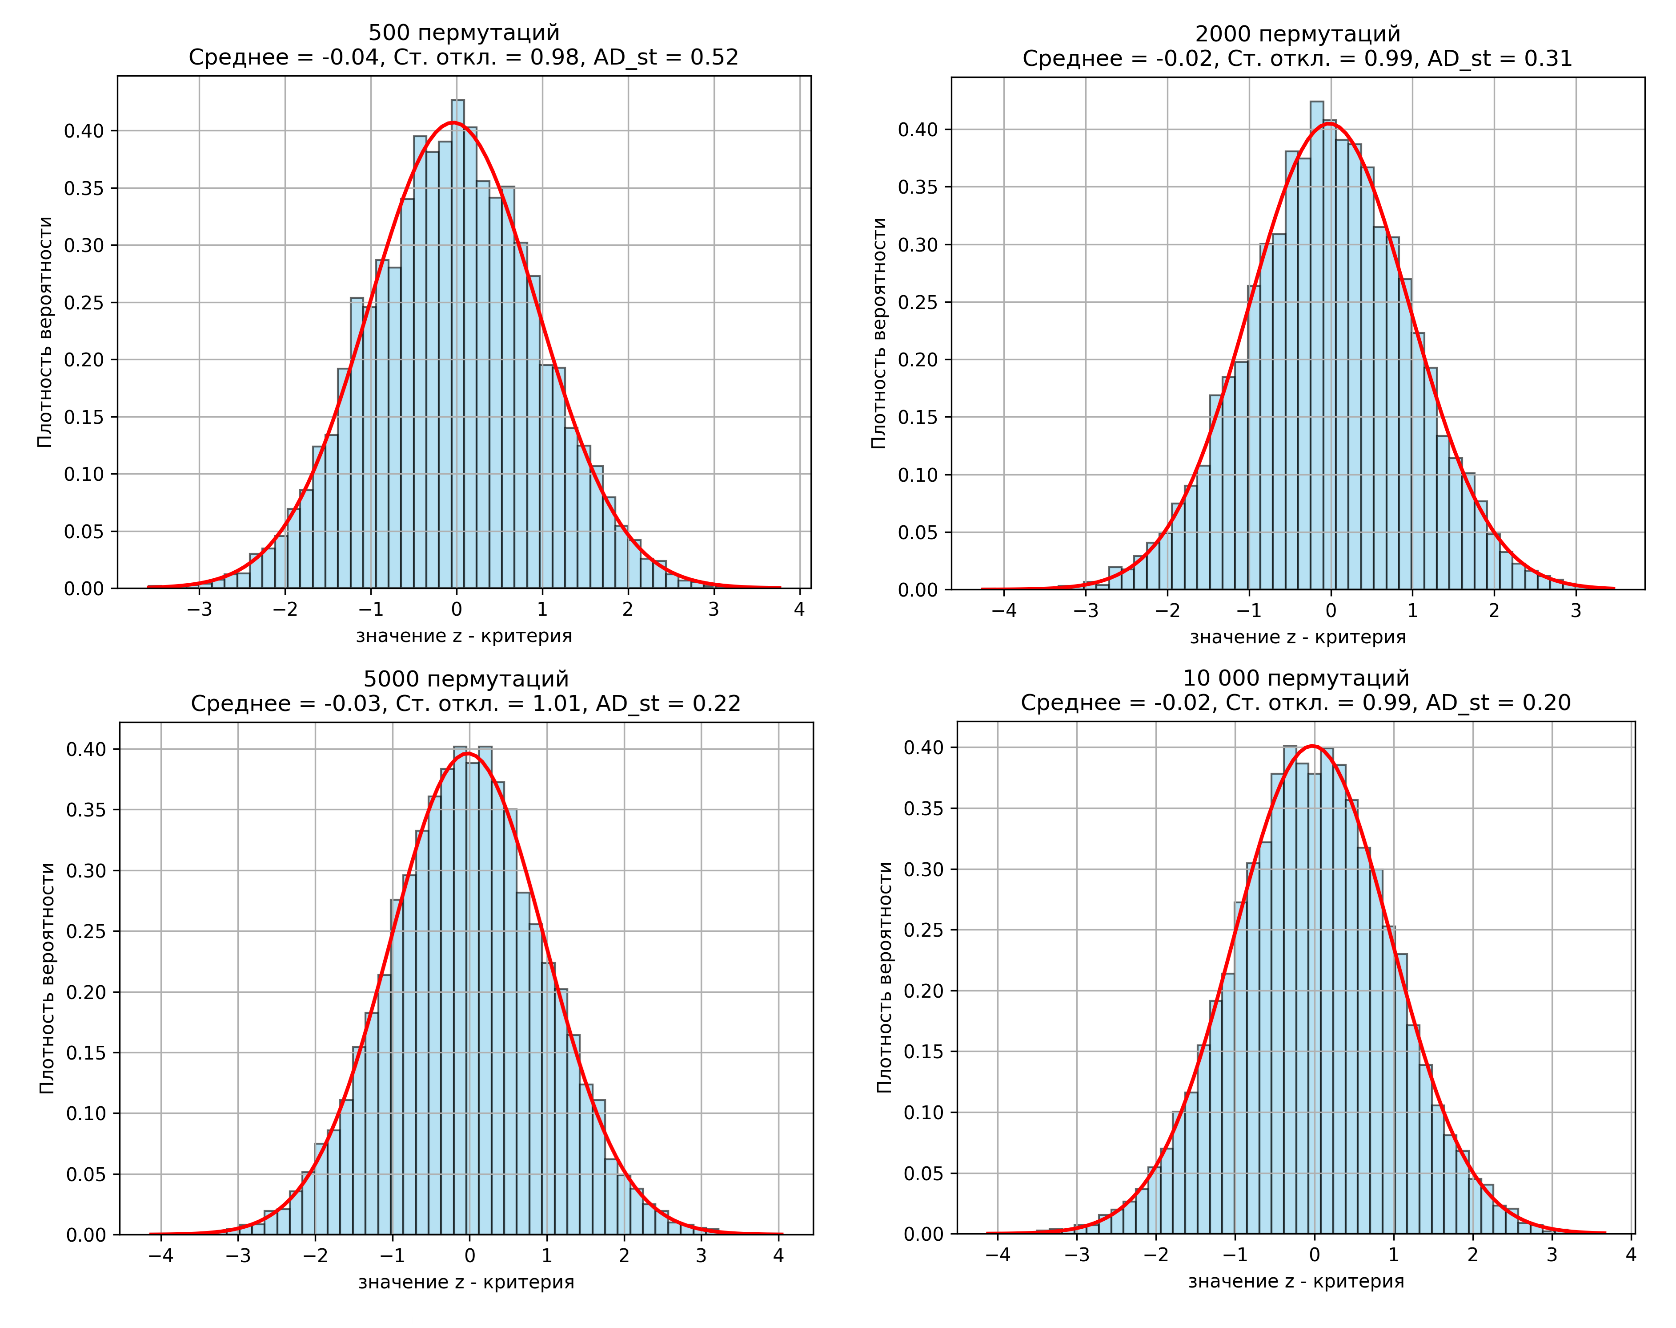 500 пермутаций
Среднее = -0.04, Ст. откл. = 0.98, AD_st = 0.52
Плотность вероятности
0.40
0.35
0.30
0.25
0.20
0.15
0.10
0.05
0.00
−3 −2 −1 0 1 2 3 4
значение z - критерия
2000 пермутаций
Среднее = -0.02, Ст. откл. = 0.99, AD_st = 0.31
Плотность вероятности
0.40
0.35
0.30
0.25
0.20
0.15
0.10
0.05
0.00
−4 −3 −2 −1 0 1 2 3
значение z - критерия
5000 пермутаций
Среднее = -0.03, Ст. откл. = 1.01, AD_st = 0.22
Плотность вероятности
0.40
0.35
0.30
0.25
0.20
0.15
0.10
0.05
0.00
−4 −3 −2 −1 0 1 2 3 4
значение z - критерия
10 000 пермутаций
Среднее = -0.02, Ст. откл. = 0.99, AD_st = 0.20
Плотность вероятности
0.40
0.35
0.30
0.25
0.20
0.15
0.10
0.05
0.00
−4 −3 −2 −1 0 1 2 3 4
значение z - критерия